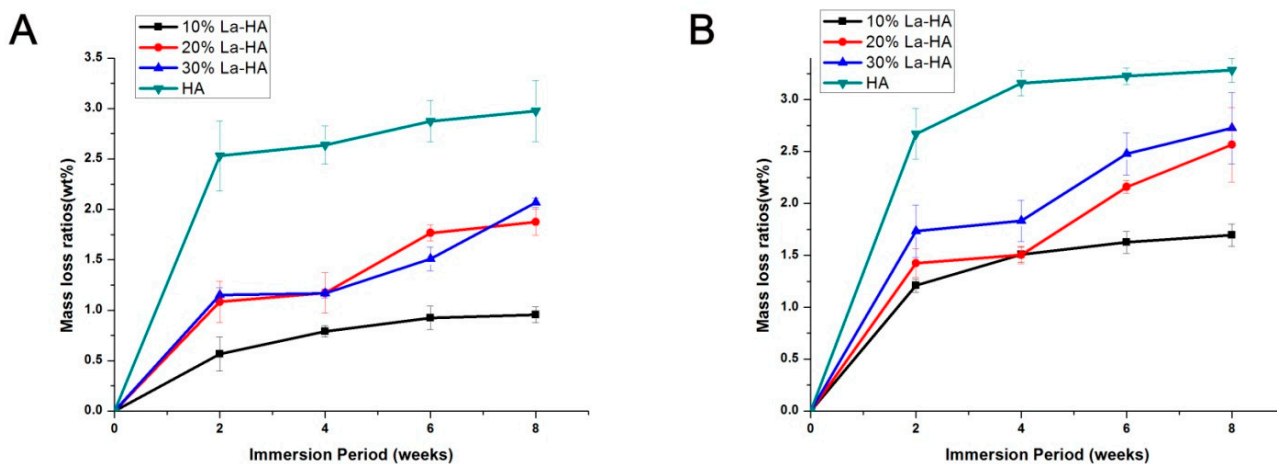 A
10% La-HA
20% La-HA
30% La-HA
HA
3.5
3.0
2.5
2.0
1.5
1.0
0.5
0.0
Mass loss ratios(wt%)
0 2 4 6 8
Immersion Period (weeks)
B
10% La-HA
20% La-HA
30% La-HA
HA
3.0
2.5
2.0
1.5
1.0
0.5
0.0
Mass loss ratios(wt%)
0 2 4 6 8
Immersion Period (weeks)